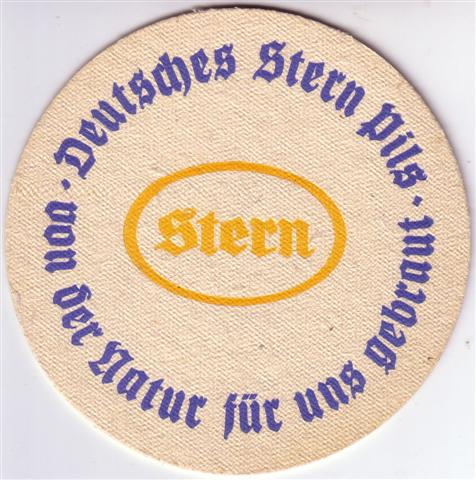 · Deutsches Stern Pils ·
von der Natur für uns gebraut
Stern